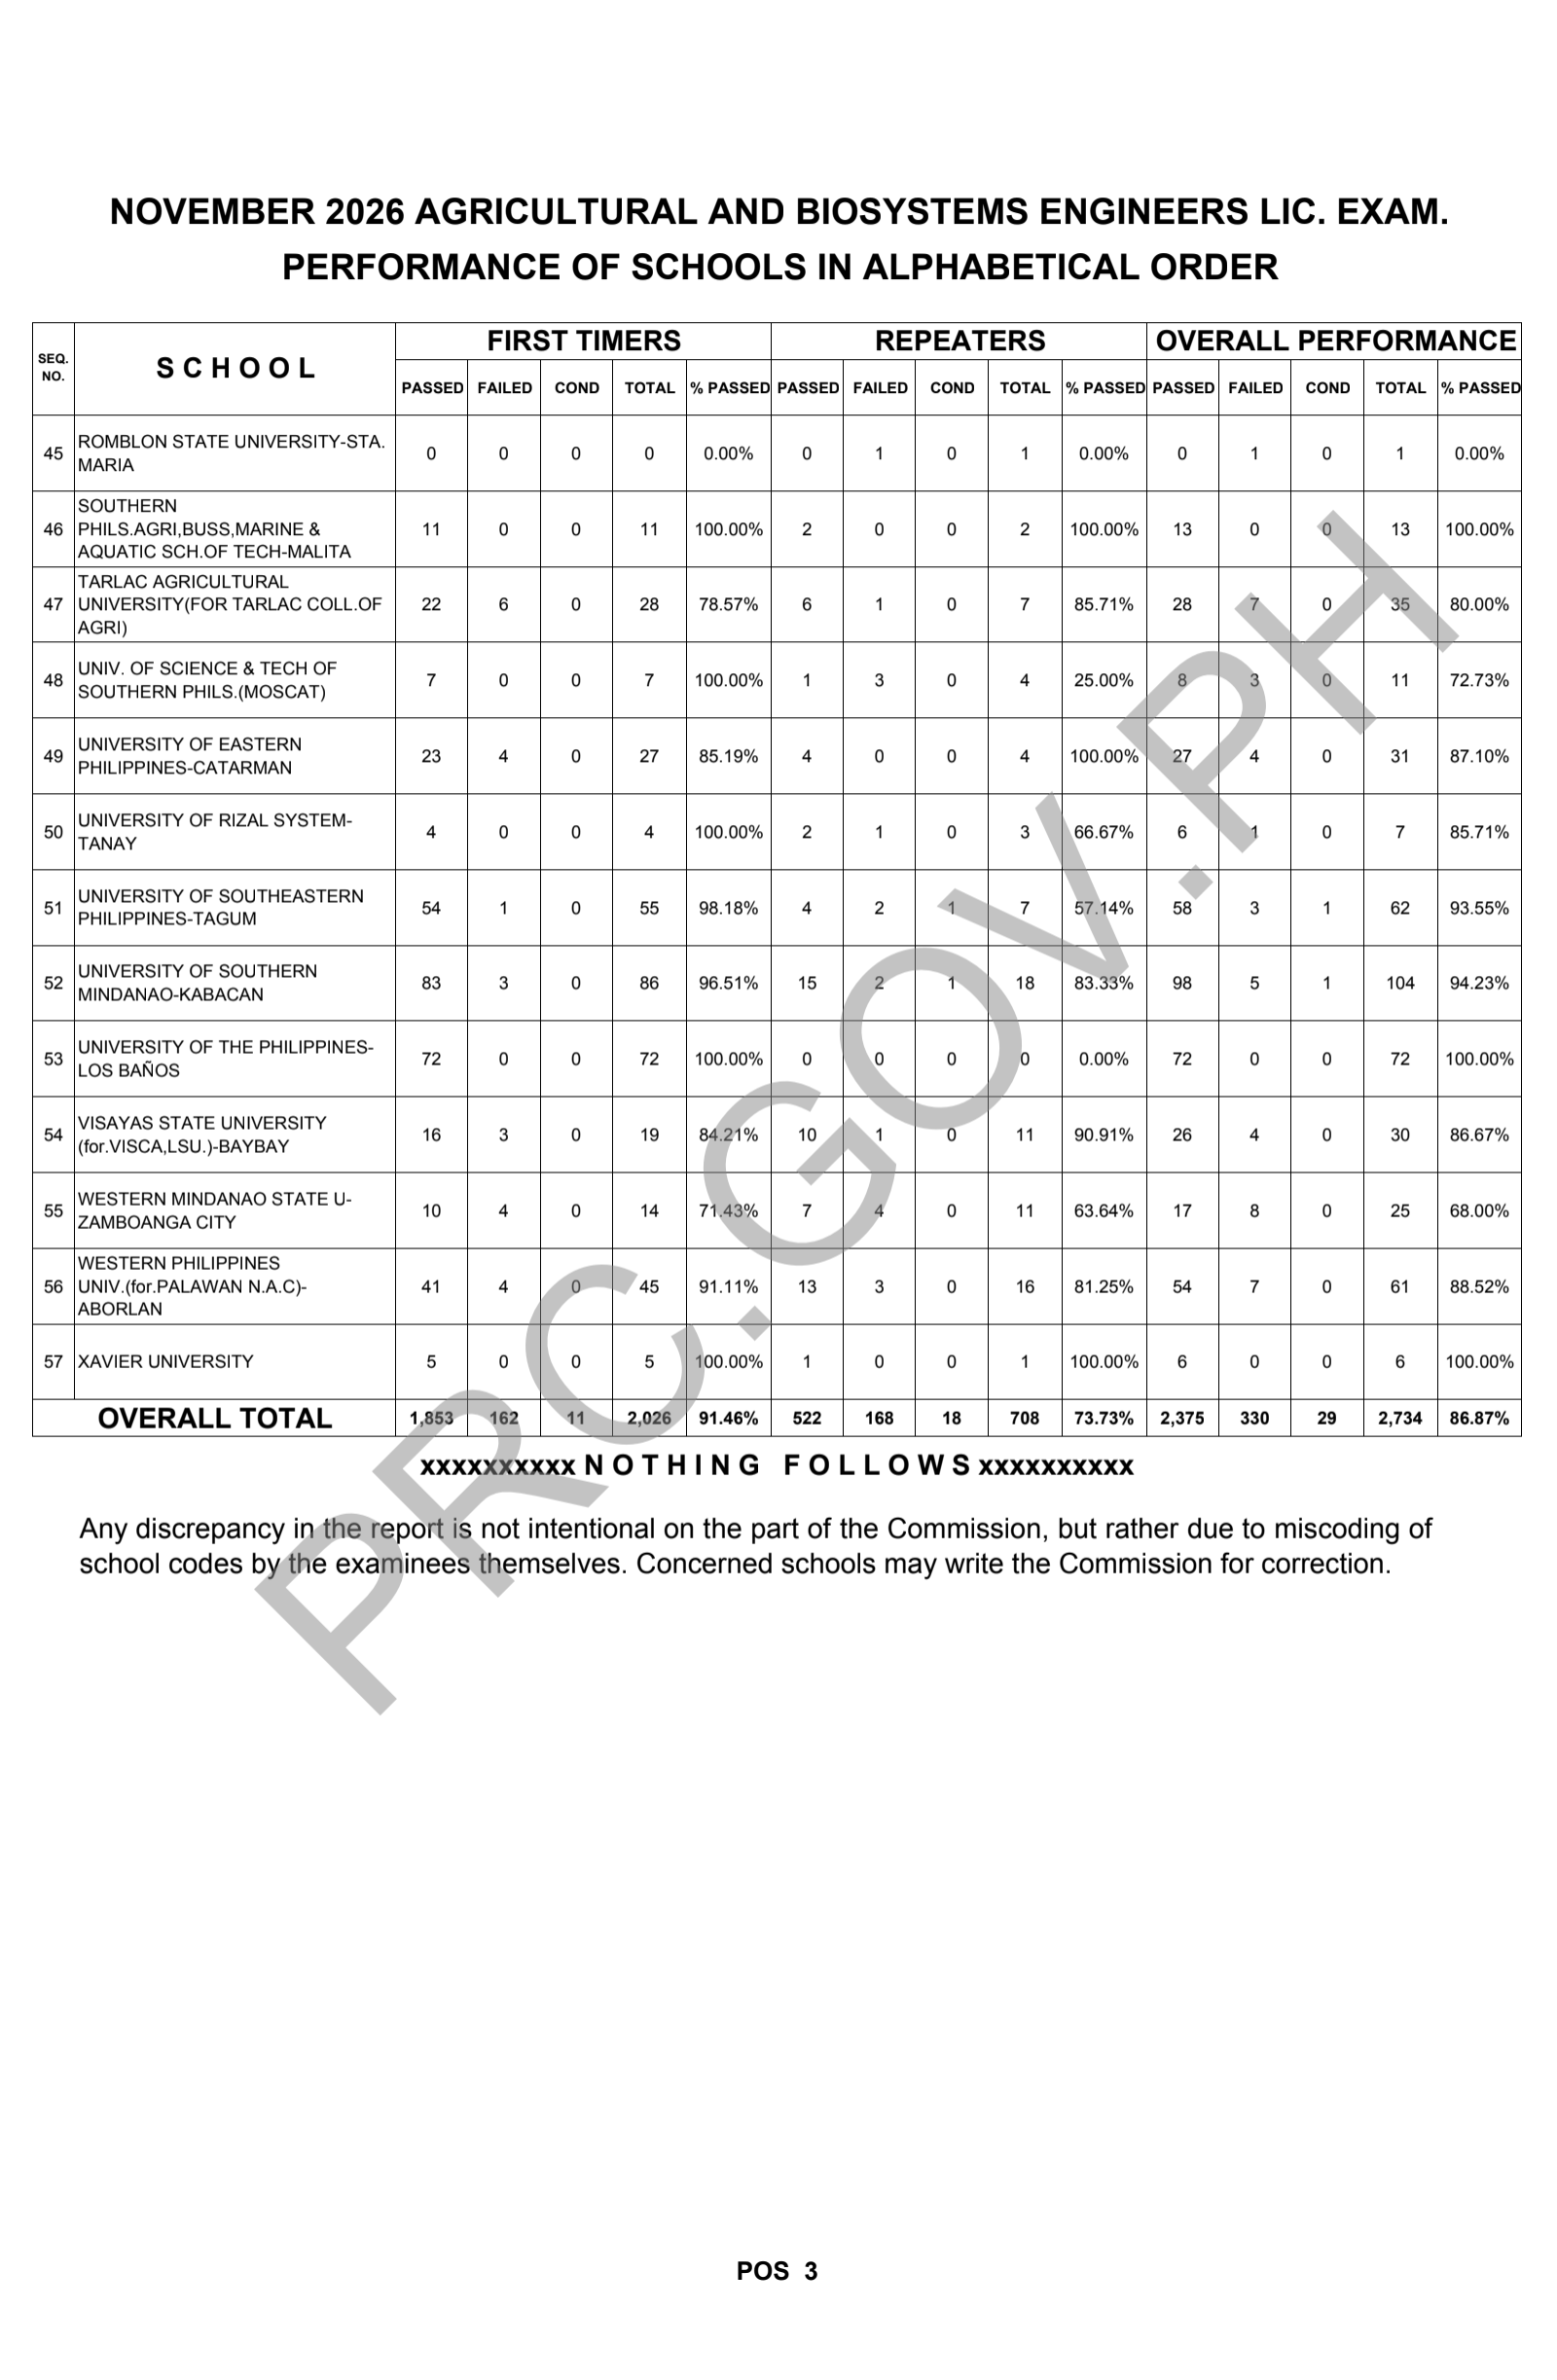 NOVEMBER 2026 AGRICULTURAL AND BIOSYSTEMS ENGINEERS LIC. EXAM.
PERFORMANCE OF SCHOOLS IN ALPHABETICAL ORDER
SEQ. NO. SCHOOL FIRST TIMERS REPEATERS OVERALL PERFORMANCE
PASSED FAILED COND TOTAL % PASSED PASSED FAILED COND TOTAL % PASSED PASSED FAILED COND TOTAL % PASSED
45 ROMBLON STATE UNIVERSITY-STA.
MARIA 0 0 0 0 0.00% 0 1 0 1 0.00% 0 1 0 1 0.00%
SOUTHERN
46 PHILS.AGRI,BUSS,MARINE & 11 0 0 11 100.00% 2 0 0 2 100.00% 13 0 0 13 100.00%
AQUATIC SCH.OF TECH-MALITA
TARLAC AGRICULTURAL
47 UNIVERSITY(FOR TARLAC COLL.OF 22 6 0 28 78.57% 6 1 0 7 85.71% 28 7 0 35 80.00%
AGRI)
48 UNIV. OF SCIENCE & TECH OF
SOUTHERN PHILS.(MOSCAT) 7 0 0 7 100.00% 1 3 0 4 25.00% 8 3 0 11 72.73%
49 UNIVERSITY OF EASTERN
PHILIPPINES-CATARMAN 23 4 0 27 85.19% 4 0 0 4 100.00% 27 4 0 31 87.10%
50 UNIVERSITY OF RIZAL SYSTEM-
TANAY 4 0 0 4 100.00% 2 1 0 3 66.67% 6 1 0 7 85.71%
51 UNIVERSITY OF SOUTHEASTERN
PHILIPPINES-TAGUM 54 1 0 55 98.18% 4 2 1 7 57.14% 58 3 1 62 93.55%
52 UNIVERSITY OF SOUTHERN
MINDANAO-KABACAN 83 3 0 86 96.51% 15 2 1 18 83.33% 98 5 1 104 94.23%
53 UNIVERSITY OF THE PHILIPPINES-
LOS BAÑOS 72 0 0 72 100.00% 0 0 0 0 0.00% 72 0 0 72 100.00%
54 VISAYAS STATE UNIVERSITY
(for.VISCA,LSU.)-BAYBAY 16 3 0 19 84.21% 10 1 0 11 90.91% 26 4 0 30 86.67%
55 WESTERN MINDANAO STATE U-
ZAMBOANGA CITY 10 4 0 14 71.43% 7 4 0 11 63.64% 17 8 0 25 68.00%
WESTERN PHILIPPINES
56 UNIV.(for.PALAWAN N.A.C)- 41 4 0 45 91.11% 13 3 0 16 81.25% 54 7 0 61 88.52%
ABORLAN
57 XAVIER UNIVERSITY 5 0 0 5 100.00% 1 0 0 1 100.00% 6 0 0 6 100.00%
OVERALL TOTAL 1,853 162 11 2,026 91.46% 522 168 18 708 73.73% 2,375 330 29 2,734 86.87%
xxxxxxxxxx N O T H I N G F O L L O W S xxxxxxxxxx
Any discrepancy in the report is not intentional on the part of the Commission, but rather due to miscoding of
school codes by the examinees themselves. Concerned schools may write the Commission for correction.
PRC.GOV.PH
POS 3